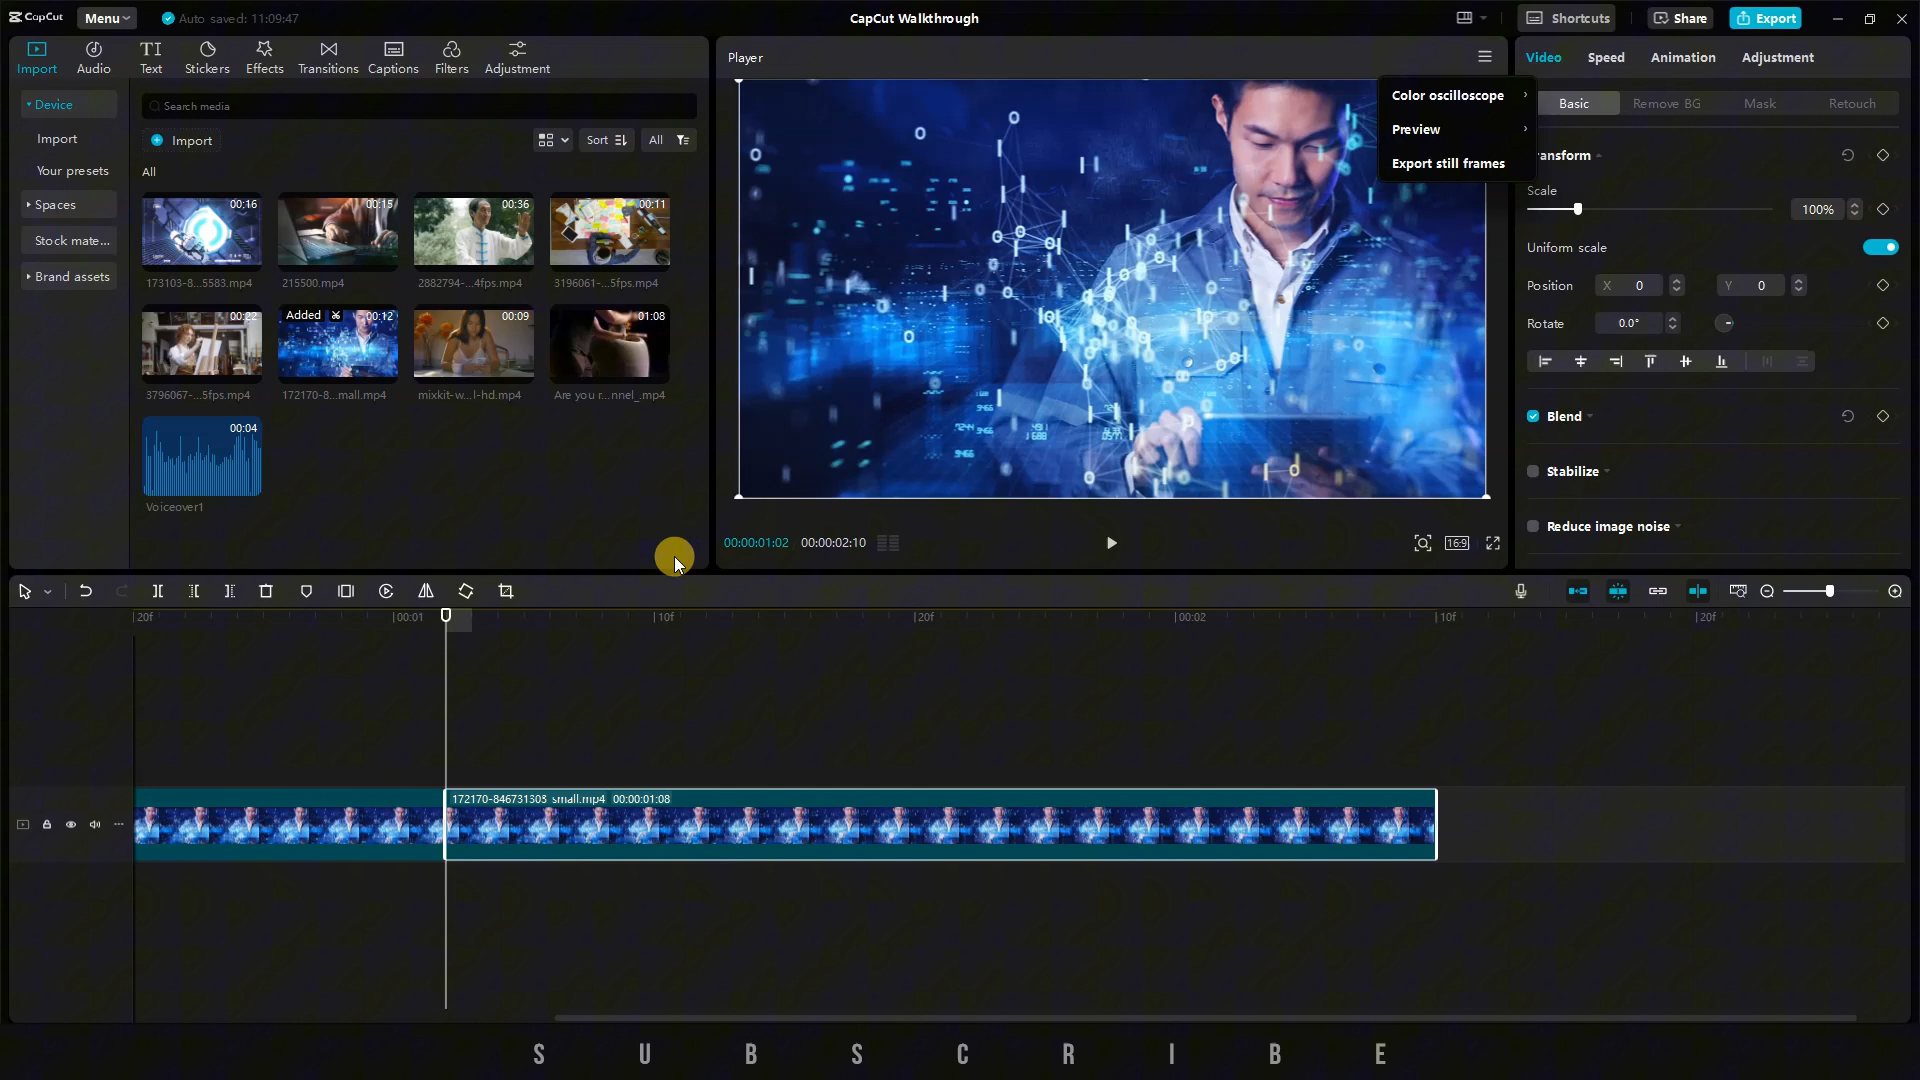 CapCut
Menu
Auto saved: 11:09:47
CapCut Walkthrough
Shortcuts
Share
Export
Import
Audio
Text
Stickers
Effects
Transitions
Captions
Filters
Adjustment
Device
Import
Your presets
Spaces
Stock mate...
Brand assets
Search media
Import
Sort
All
All
00:16
00:15
00:36
00:11
173103-8...5583.mp4
215500.mp4
2882794-...4fps.mp4
3196061-...5fps.mp4
00:22
Added
00:12
00:09
01:08
3796067-...5fps.mp4
172170-8...mall.mp4
mixkit-w...l-hd.mp4
Are you r...nnel_.mp4
00:04
Voiceover1
Player
Color oscilloscope
Preview
Export still frames
00:00:01:02
00:00:02:10
16:9
Video
Speed
Animation
Adjustment
Basic
Remove BG
Mask
Retouch
ansform
Scale
100%
Uniform scale
Position
X
0
Y
0
Rotate
0.0°
Blend
Stabilize
Reduce image noise
20f
00:01
10f
20f
00:02
10f
20f
172170-846731503_small.mp4
00:00:01:08
SUBSCRIBE